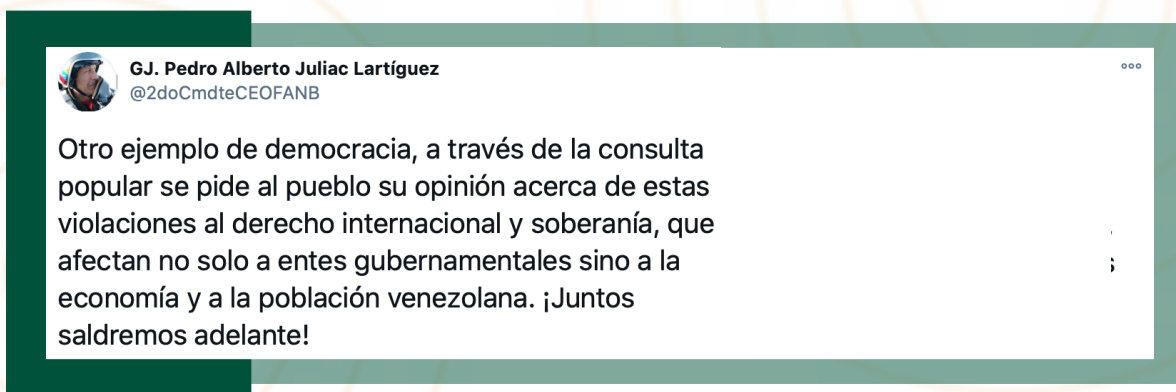 GJ. Pedro Alberto Juliac Lartíguez
@2doCmdteCEOFANB
Otro ejemplo de democracia, a través de la consulta
popular se pide al pueblo su opinión acerca de estas
violaciones al derecho internacional y soberanía, que
afectan no solo a entes gubernamentales sino a la
economía y a la población venezolana. ¡Juntos
saldremos adelante!